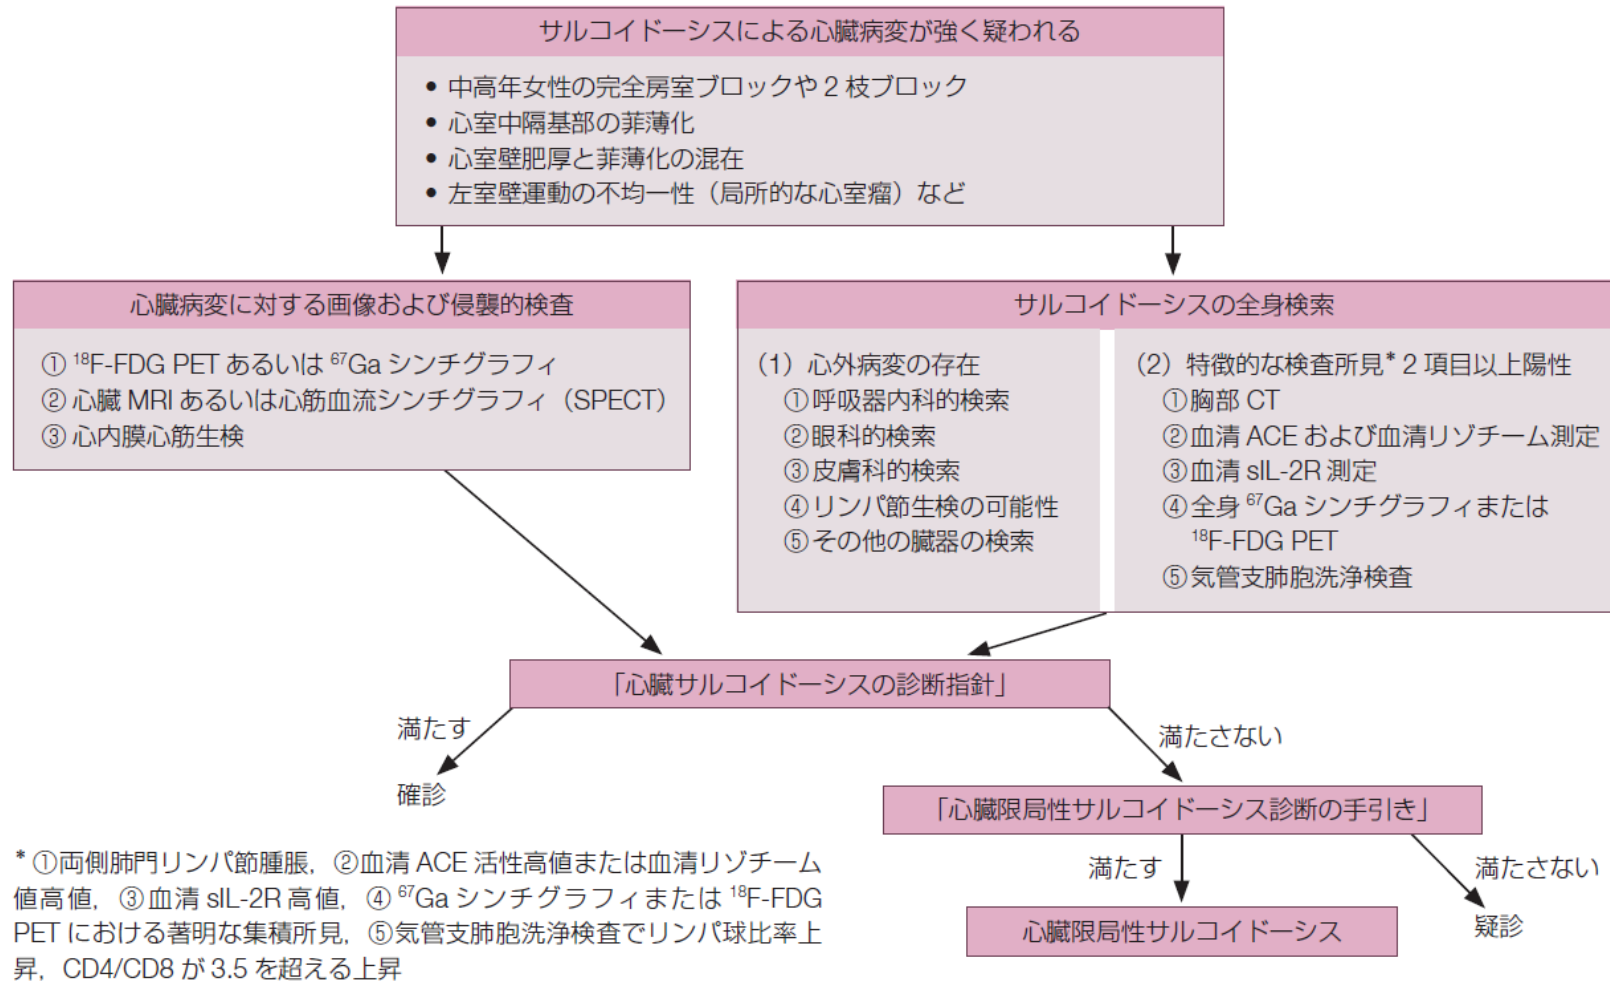 サルコイドーシスによる心臓病変が強く疑われる
• 中高年女性の完全房室ブロックや 2 枝ブロック
• 心室中隔基部の菲薄化
• 心室壁肥厚と菲薄化の混在
• 左室壁運動の不均一性（局所的な心室瘤）など
心臓病変に対する画像および侵襲的検査
① ¹⁸F-FDG PET あるいは ⁶⁷Ga シンチグラフィ
② 心臓 MRI あるいは心筋血流シンチグラフィ（SPECT）
③ 心内膜心筋生検
サルコイドーシスの全身検索
（1）心外病変の存在
①呼吸器内科的検索
②眼科的検索
③皮膚科的検索
④リンパ節生検の可能性
⑤その他の臓器の検索
（2）特徴的な検査所見* 2 項目以上陽性
①胸部 CT
②血清 ACE および血清リゾチーム測定
③血清 sIL-2R 測定
④全身 ⁶⁷Ga シンチグラフィまたは
¹⁸F-FDG PET
⑤気管支肺胞洗浄検査
「心臓サルコイドーシスの診断指針」
満たす
満たさない
確診
「心臓限局性サルコイドーシス診断の手引き」
満たす
満たさない
心臓限局性サルコイドーシス
疑診
* ①両側肺門リンパ節腫脹，②血清 ACE 活性高値または血清リゾチーム
値高値，③血清 sIL-2R 高値，④ ⁶⁷Ga シンチグラフィまたは ¹⁸F-FDG
PET における著明な集積所見，⑤気管支肺胞洗浄検査でリンパ球比率上
昇，CD4/CD8 が 3.5 を超える上昇